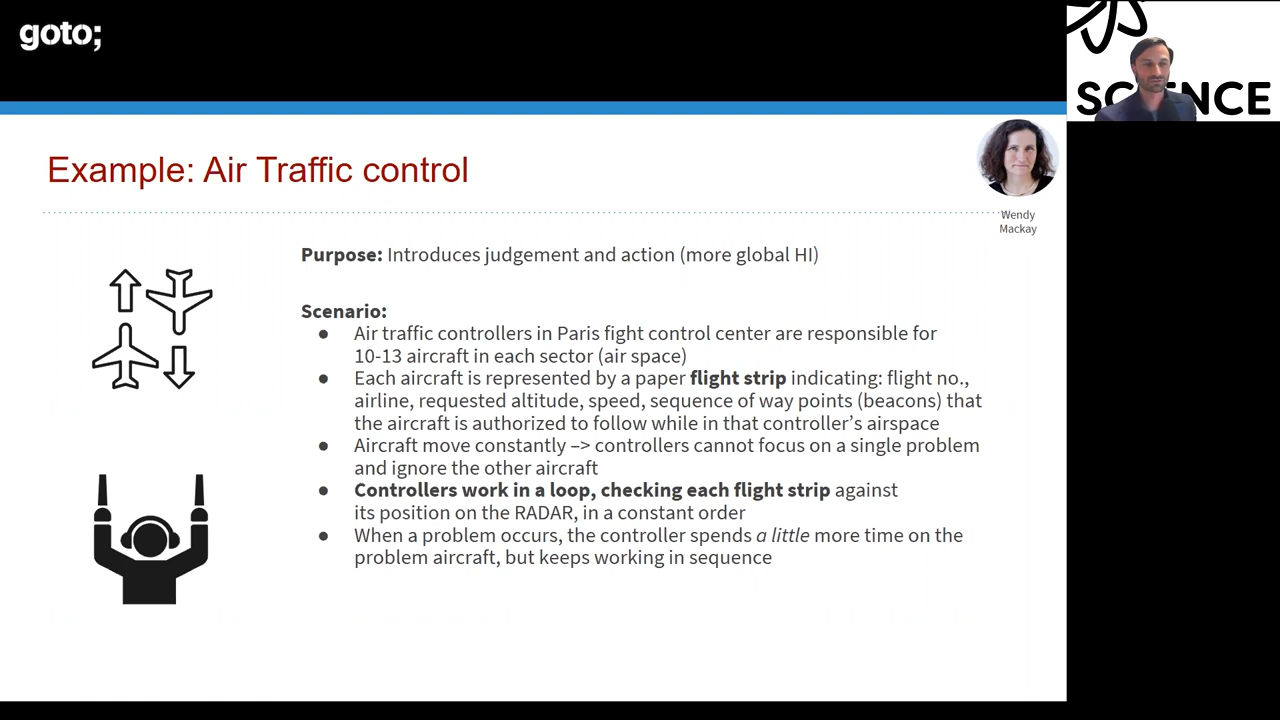 goto;
SCIENCE
Example: Air Traffic control
Wendy
Mackay
Purpose: Introduces judgement and action (more global HI)
Scenario:
● Air traffic controllers in Paris fight control center are responsible for
10-13 aircraft in each sector (air space)
● Each aircraft is represented by a paper flight strip indicating: flight no.,
airline, requested altitude, speed, sequence of way points (beacons) that
the aircraft is authorized to follow while in that controller’s airspace
● Aircraft move constantly –> controllers cannot focus on a single problem
and ignore the other aircraft
● Controllers work in a loop, checking each flight strip against
its position on the RADAR, in a constant order
● When a problem occurs, the controller spends a little more time on the
problem aircraft, but keeps working in sequence